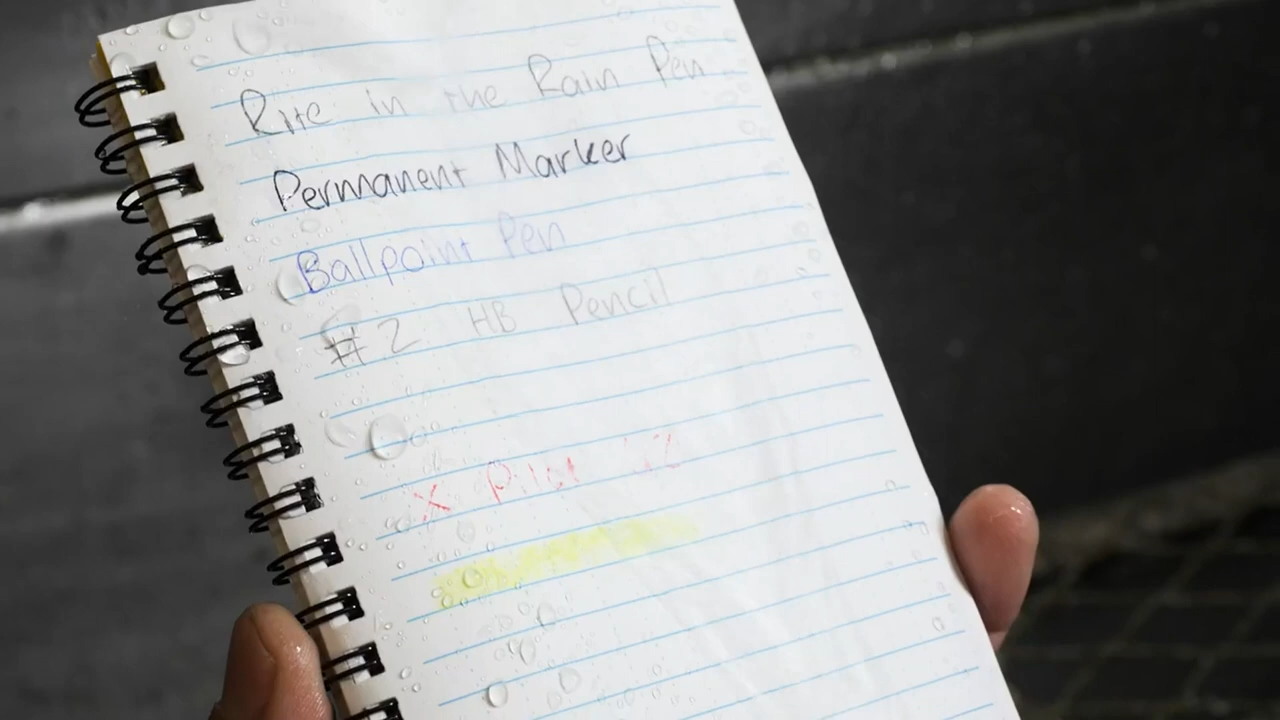 Rite in the Rain Pen
Permanent Marker
Ballpoint Pen
#2 HB Pencil
x Pilot